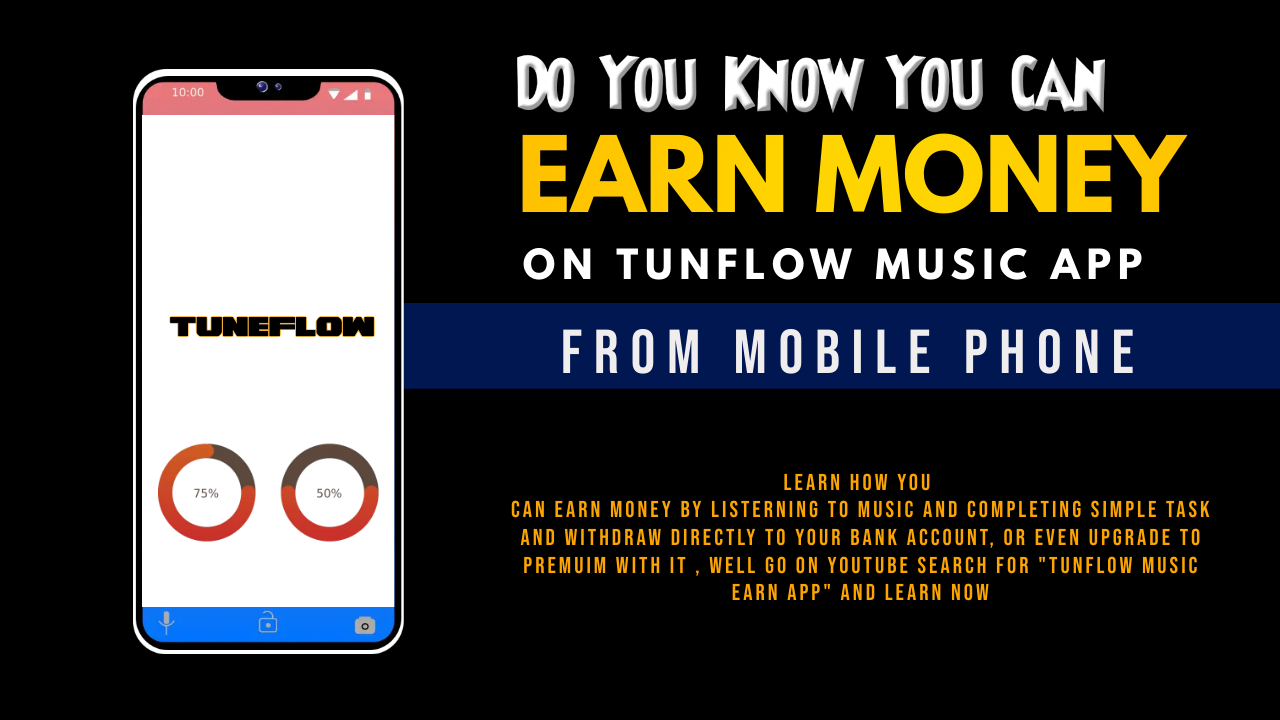 10:00
TUNEFLOW
75%
50%
DO YOU KNOW YOU CAN
EARN MONEY
ON TUNFLOW MUSIC APP
FROM MOBILE PHONE
LEARN HOW YOU
CAN EARN MONEY BY LISTERNING TO MUSIC AND COMPLETING SIMPLE TASK
AND WITHDRAW DIRECTLY TO YOUR BANK ACCOUNT, OR EVEN UPGRADE TO
PREMUIM WITH IT , WELL GO ON YOUTUBE SEARCH FOR "TUNFLOW MUSIC
EARN APP" AND LEARN NOW